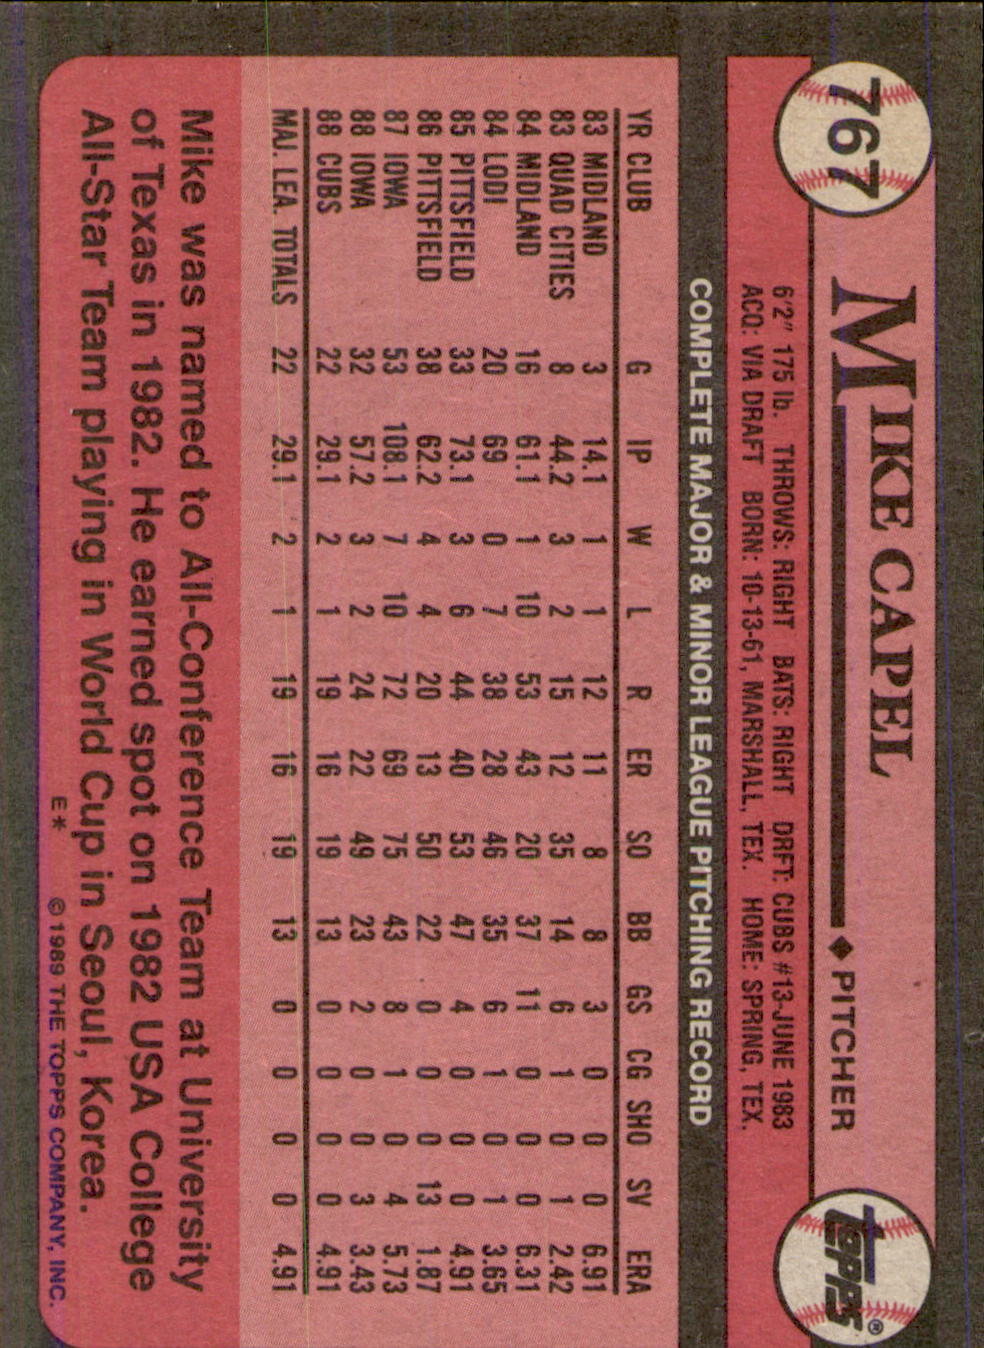 767
MIKE CAPEL ◆ PITCHER
topps®
6'2" 175 lb. THROWS: RIGHT BATS: RIGHT DRFT: CUBS #13-JUNE 1983
ACQ: VIA DRAFT BORN: 10-13-61, MARSHALL, TEX. HOME: SPRING, TEX.
COMPLETE MAJOR & MINOR LEAGUE PITCHING RECORD
YR CLUB G IP W L R ER SO BB GS CG SHO SV ERA
83 MIDLAND 3 14.1 1 1 12 11 8 8 3 0 0 0 6.91
83 QUAD CITIES 8 44.2 3 2 15 12 35 14 6 1 0 1 2.42
84 MIDLAND 16 61.1 1 10 53 43 20 37 11 0 0 0 6.31
84 LODI 20 69 0 7 38 28 46 35 6 1 0 1 3.65
85 PITTSFIELD 33 73.1 3 6 44 40 53 47 4 0 0 0 4.91
86 PITTSFIELD 38 62.2 4 4 20 13 50 22 0 0 0 13 1.87
87 IOWA 53 108.1 7 10 72 69 75 43 8 1 0 4 5.73
88 IOWA 32 57.2 3 2 24 22 49 23 2 0 0 3 3.43
88 CUBS 22 29.1 2 1 19 16 19 13 0 0 0 0 4.91
MAJ. LEA. TOTALS 22 29.1 2 1 19 16 19 13 0 0 0 0 4.91
Mike was named to All-Conference Team at University
of Texas in 1982. He earned spot on 1982 USA College
All-Star Team playing in World Cup in Seoul, Korea.
E* © 1989 THE TOPPS COMPANY, INC.